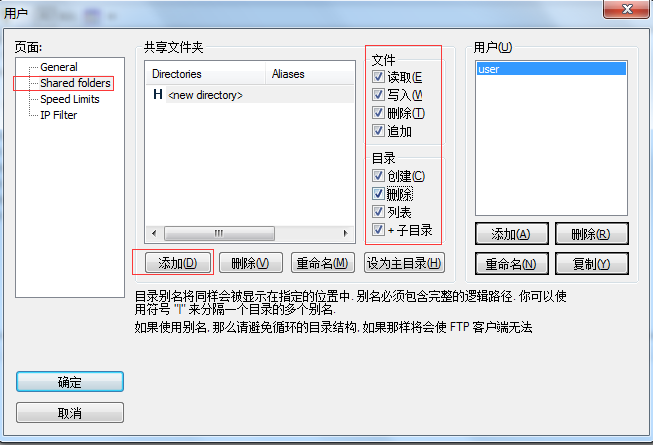 用户
页面:
General
Shared folders
Speed Limits
IP Filter
共享文件夹
Directories Aliases
H <new directory>
文件
读取(E
写入(W
删除(T)
追加
目录
创建(C)
删除
列表
+ 子目录
添加(D) 删除(V) 重命名(M) 设为主目录(H)
用户(U)
user
添加(A) 删除(R)
重命名(N) 复制(Y)
目录别名将同样会被显示在指定的位置中. 别名必须包含完整的逻辑路径. 你可以使
用符号 "|" 来分隔一个目录的多个别名.
如果使用别名, 那么请避免循环的目录结构, 如果那样将会使 FTP 客户端无法
确定
取消